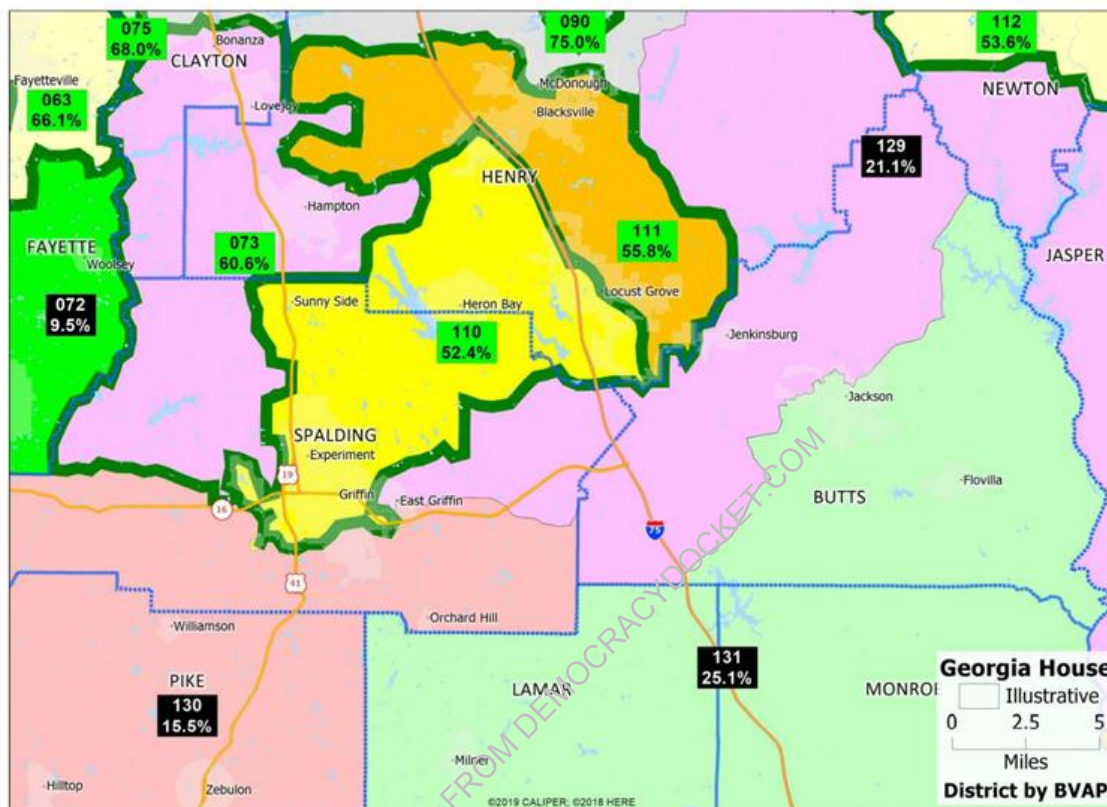 075
68.0%
Bonanza
CLAYTON
090
75.0%
112
53.6%
Fayetteville
McDonough
NEWTON
063
66.1%
Lovejoy
Blacksville
129
21.1%
HENRY
Hampton
FAYETTE
Woolsey
073
60.6%
111
55.8%
JASPER
072
9.5%
Sunny Side
Heron Bay
Locust Grove
110
52.4%
Jenkinsburg
Jackson
SPALDING
Experiment
19
Griffin
East Griffin
16
75
BUTTS
Flovilla
41
Williamson
Orchard Hill
PIKE
130
15.5%
LAMAR
131
25.1%
MONROE
Milner
Hilltop
Zebulon
Georgia House
Illustrative
0 2.5 5
Miles
District by BVAP
FROM DEMOCRACYDOCKET.COM
©2019 CALIPER; ©2018 HERE